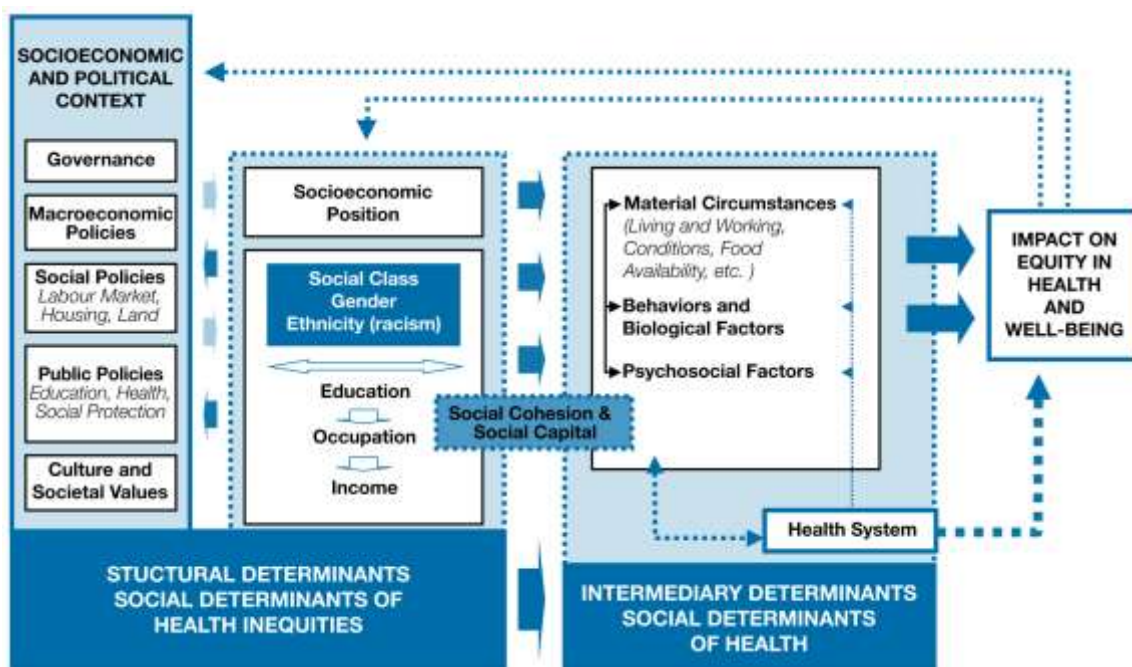 SOCIOECONOMIC
AND POLITICAL
CONTEXT
Governance
Macroeconomic
Policies
Social Policies
Labour Market,
Housing, Land
Public Policies
Education, Health,
Social Protection
Culture and
Societal Values
Socioeconomic
Position
Social Class
Gender
Ethnicity (racism)
Education
Occupation
Income
Social Cohesion &
Social Capital
Material Circumstances
(Living and Working,
Conditions, Food
Availability, etc. )
Behaviors and
Biological Factors
Psychosocial Factors
Health System
IMPACT ON
EQUITY IN
HEALTH
AND
WELL-BEING
STUCTURAL DETERMINANTS
SOCIAL DETERMINANTS OF
HEALTH INEQUITIES
INTERMEDIARY DETERMINANTS
SOCIAL DETERMINANTS
OF HEALTH